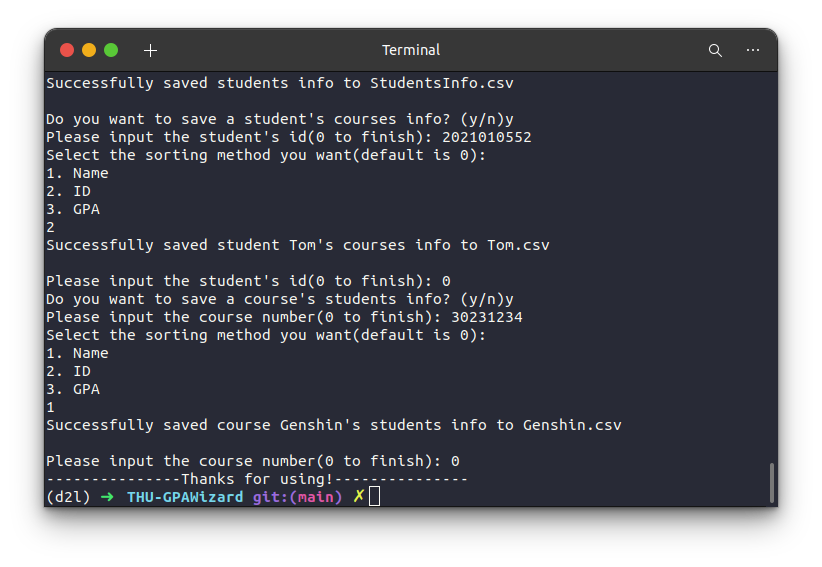 Terminal
Successfully saved students info to StudentsInfo.csv
Do you want to save a student's courses info? (y/n)y
Please input the student's id(0 to finish): 2021010552
Select the sorting method you want(default is 0):
1. Name
2. ID
3. GPA
2
Successfully saved student Tom's courses info to Tom.csv
Please input the student's id(0 to finish): 0
Do you want to save a course's students info? (y/n)y
Please input the course number(0 to finish): 30231234
Select the sorting method you want(default is 0):
1. Name
2. ID
3. GPA
1
Successfully saved course Genshin's students info to Genshin.csv
Please input the course number(0 to finish): 0
---------------Thanks for using!---------------
(d2l) ➜ THU-GPAWizard git:(main) ✗